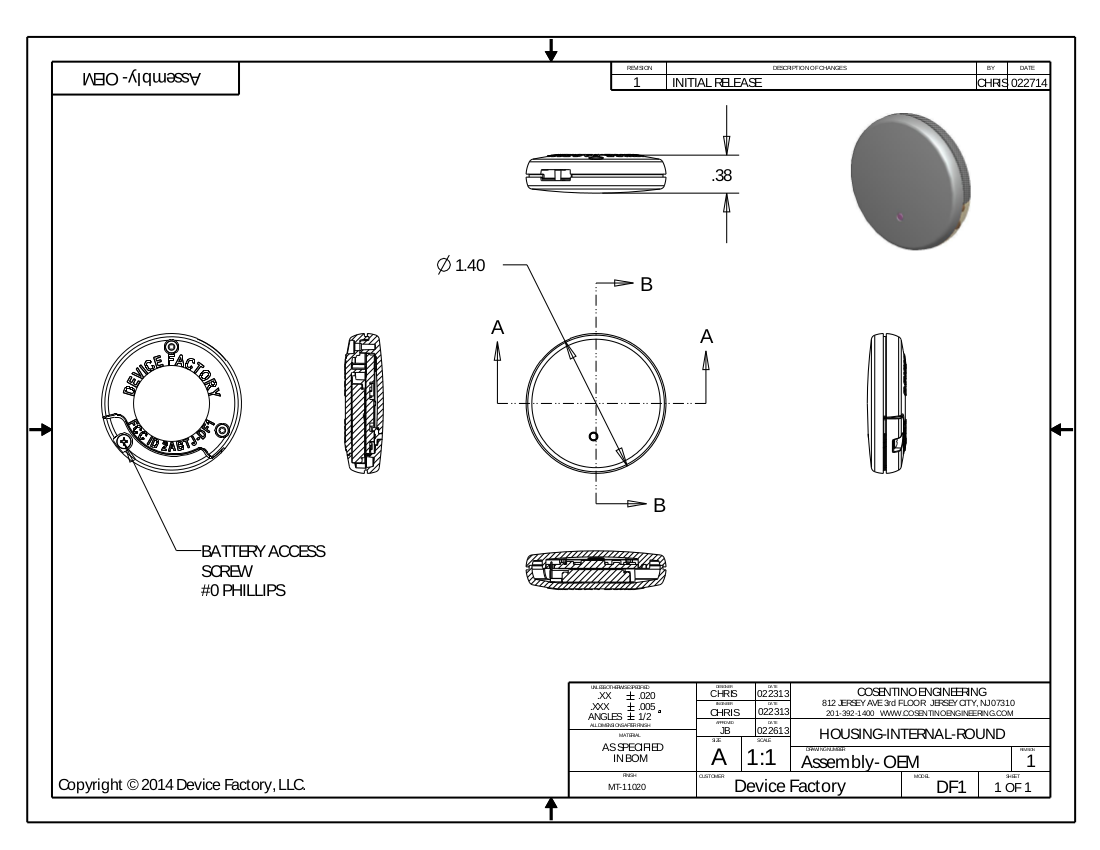 Assembly- OEM
REVISION DESCRIPTION OF CHANGES BY DATE
1 INITIAL RELEASE CHRIS 022714
.38
Ø 1.40
B
A A
DEVICE FACTORY
FCC ID 2ABTJ-DF1
B
BATTERY ACCESS
SCREW
#0 PHILLIPS
UNLESS OTHERWISE SPECIFIED
.XX ± .020
.XXX ± .005
ANGLES ± 1/2 °
ALL DIMENSIONS AFTER FINISH
MATERIAL
AS SPECIFIED
IN BOM
FINISH
MT-11020
DESIGNER DATE
CHRIS 022313
ENGINEER DATE
CHRIS 022313
APPROVED DATE
JB 022613
SIZE SCALE
A 1:1
COSENTINO ENGINEERING
812 JERSEY AVE 3rd FLOOR JERSEY CITY, NJ 07310
201-392-1400 WWW.COSENTINOENGINEERING.COM
HOUSING-INTERNAL-ROUND
DRAWING NUMBER REVISION
Assembly- OEM 1
CUSTOMER MODEL SHEET
Device Factory DF1 1 OF 1
Copyright © 2014 Device Factory, LLC.